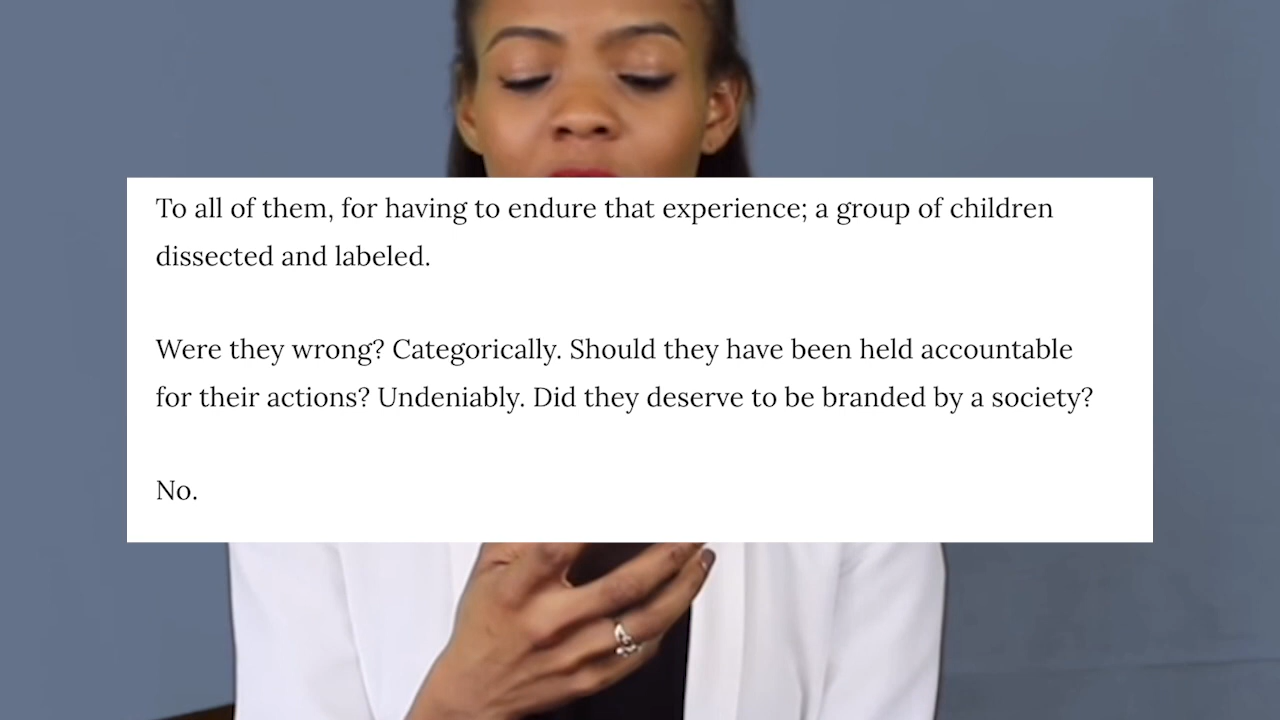 To all of them, for having to endure that experience; a group of children
dissected and labeled.
Were they wrong? Categorically. Should they have been held accountable
for their actions? Undeniably. Did they deserve to be branded by a society?
No.